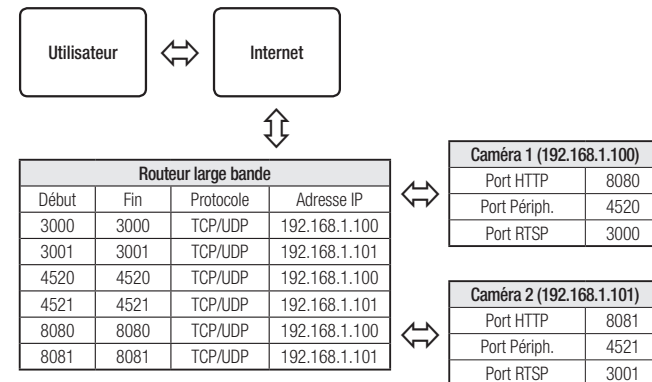 Utilisateur
Internet
Routeur large bande
Début Fin Protocole Adresse IP
3000 3000 TCP/UDP 192.168.1.100
3001 3001 TCP/UDP 192.168.1.101
4520 4520 TCP/UDP 192.168.1.100
4521 4521 TCP/UDP 192.168.1.101
8080 8080 TCP/UDP 192.168.1.100
8081 8081 TCP/UDP 192.168.1.101
Caméra 1 (192.168.1.100)
Port HTTP 8080
Port Périph. 4520
Port RTSP 3000
Caméra 2 (192.168.1.101)
Port HTTP 8081
Port Périph. 4521
Port RTSP 3001